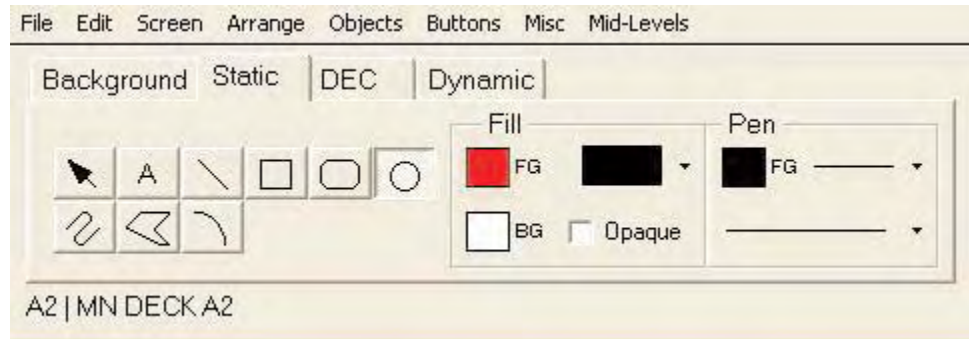 File Edit Screen Arrange Objects Buttons Misc Mid-Levels
Background Static DEC Dynamic
Fill Pen
A FG FG
BG Opaque
A2 | MN DECK A2